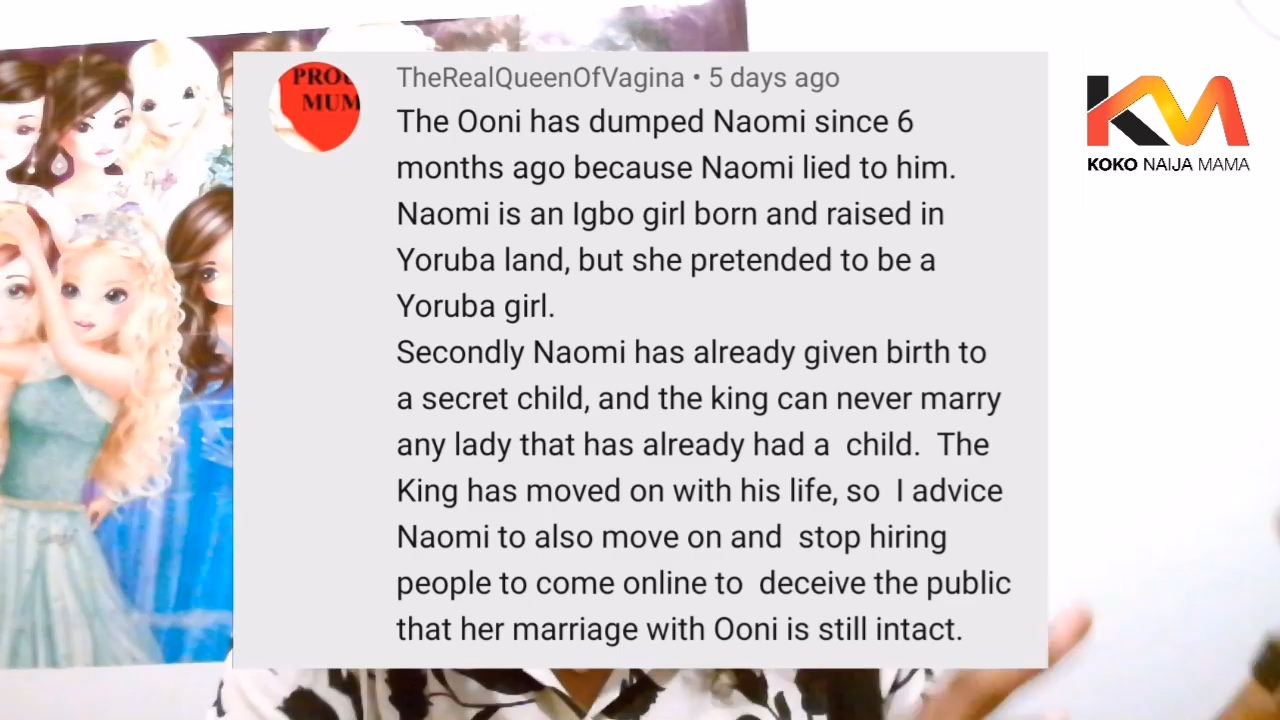 PROU
MUM
TheRealQueenOfVagina • 5 days ago
The Ooni has dumped Naomi since 6
months ago because Naomi lied to him.
Naomi is an Igbo girl born and raised in
Yoruba land, but she pretended to be a
Yoruba girl.
Secondly Naomi has already given birth to
a secret child, and the king can never marry
any lady that has already had a  child.  The
King has moved on with his life, so  I advice
Naomi to also move on and  stop hiring
people to come online to  deceive the public
that her marriage with Ooni is still intact.
KM
KOKO NAIJA MAMA